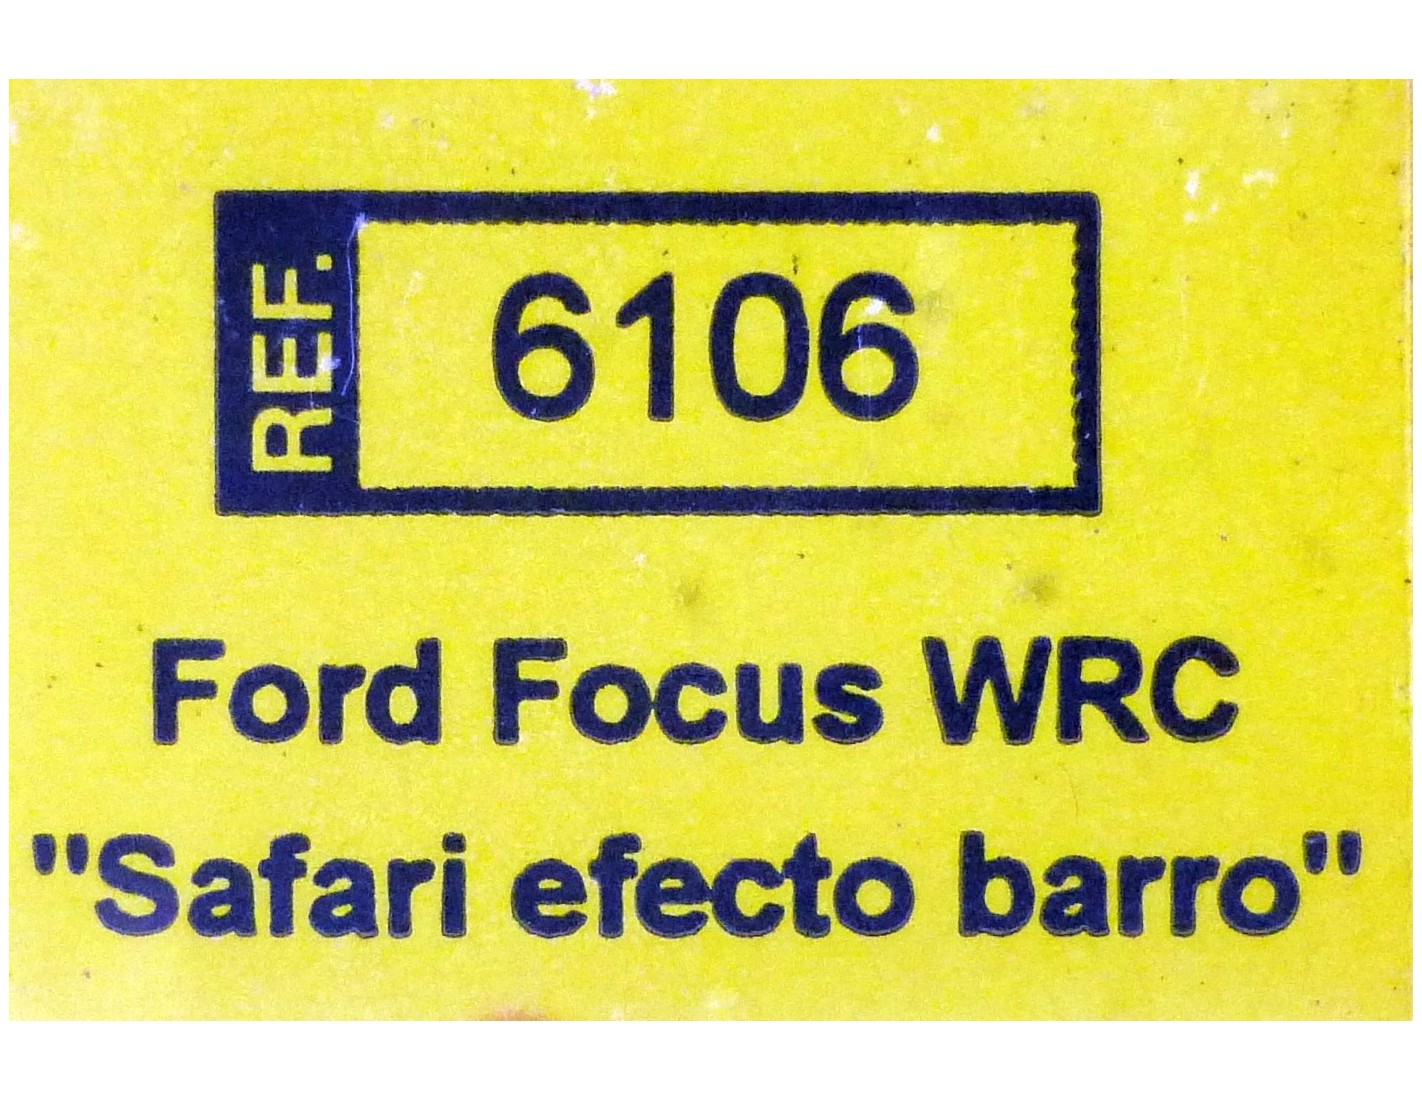 REF. 6106
Ford Focus WRC
"Safari efecto barro"